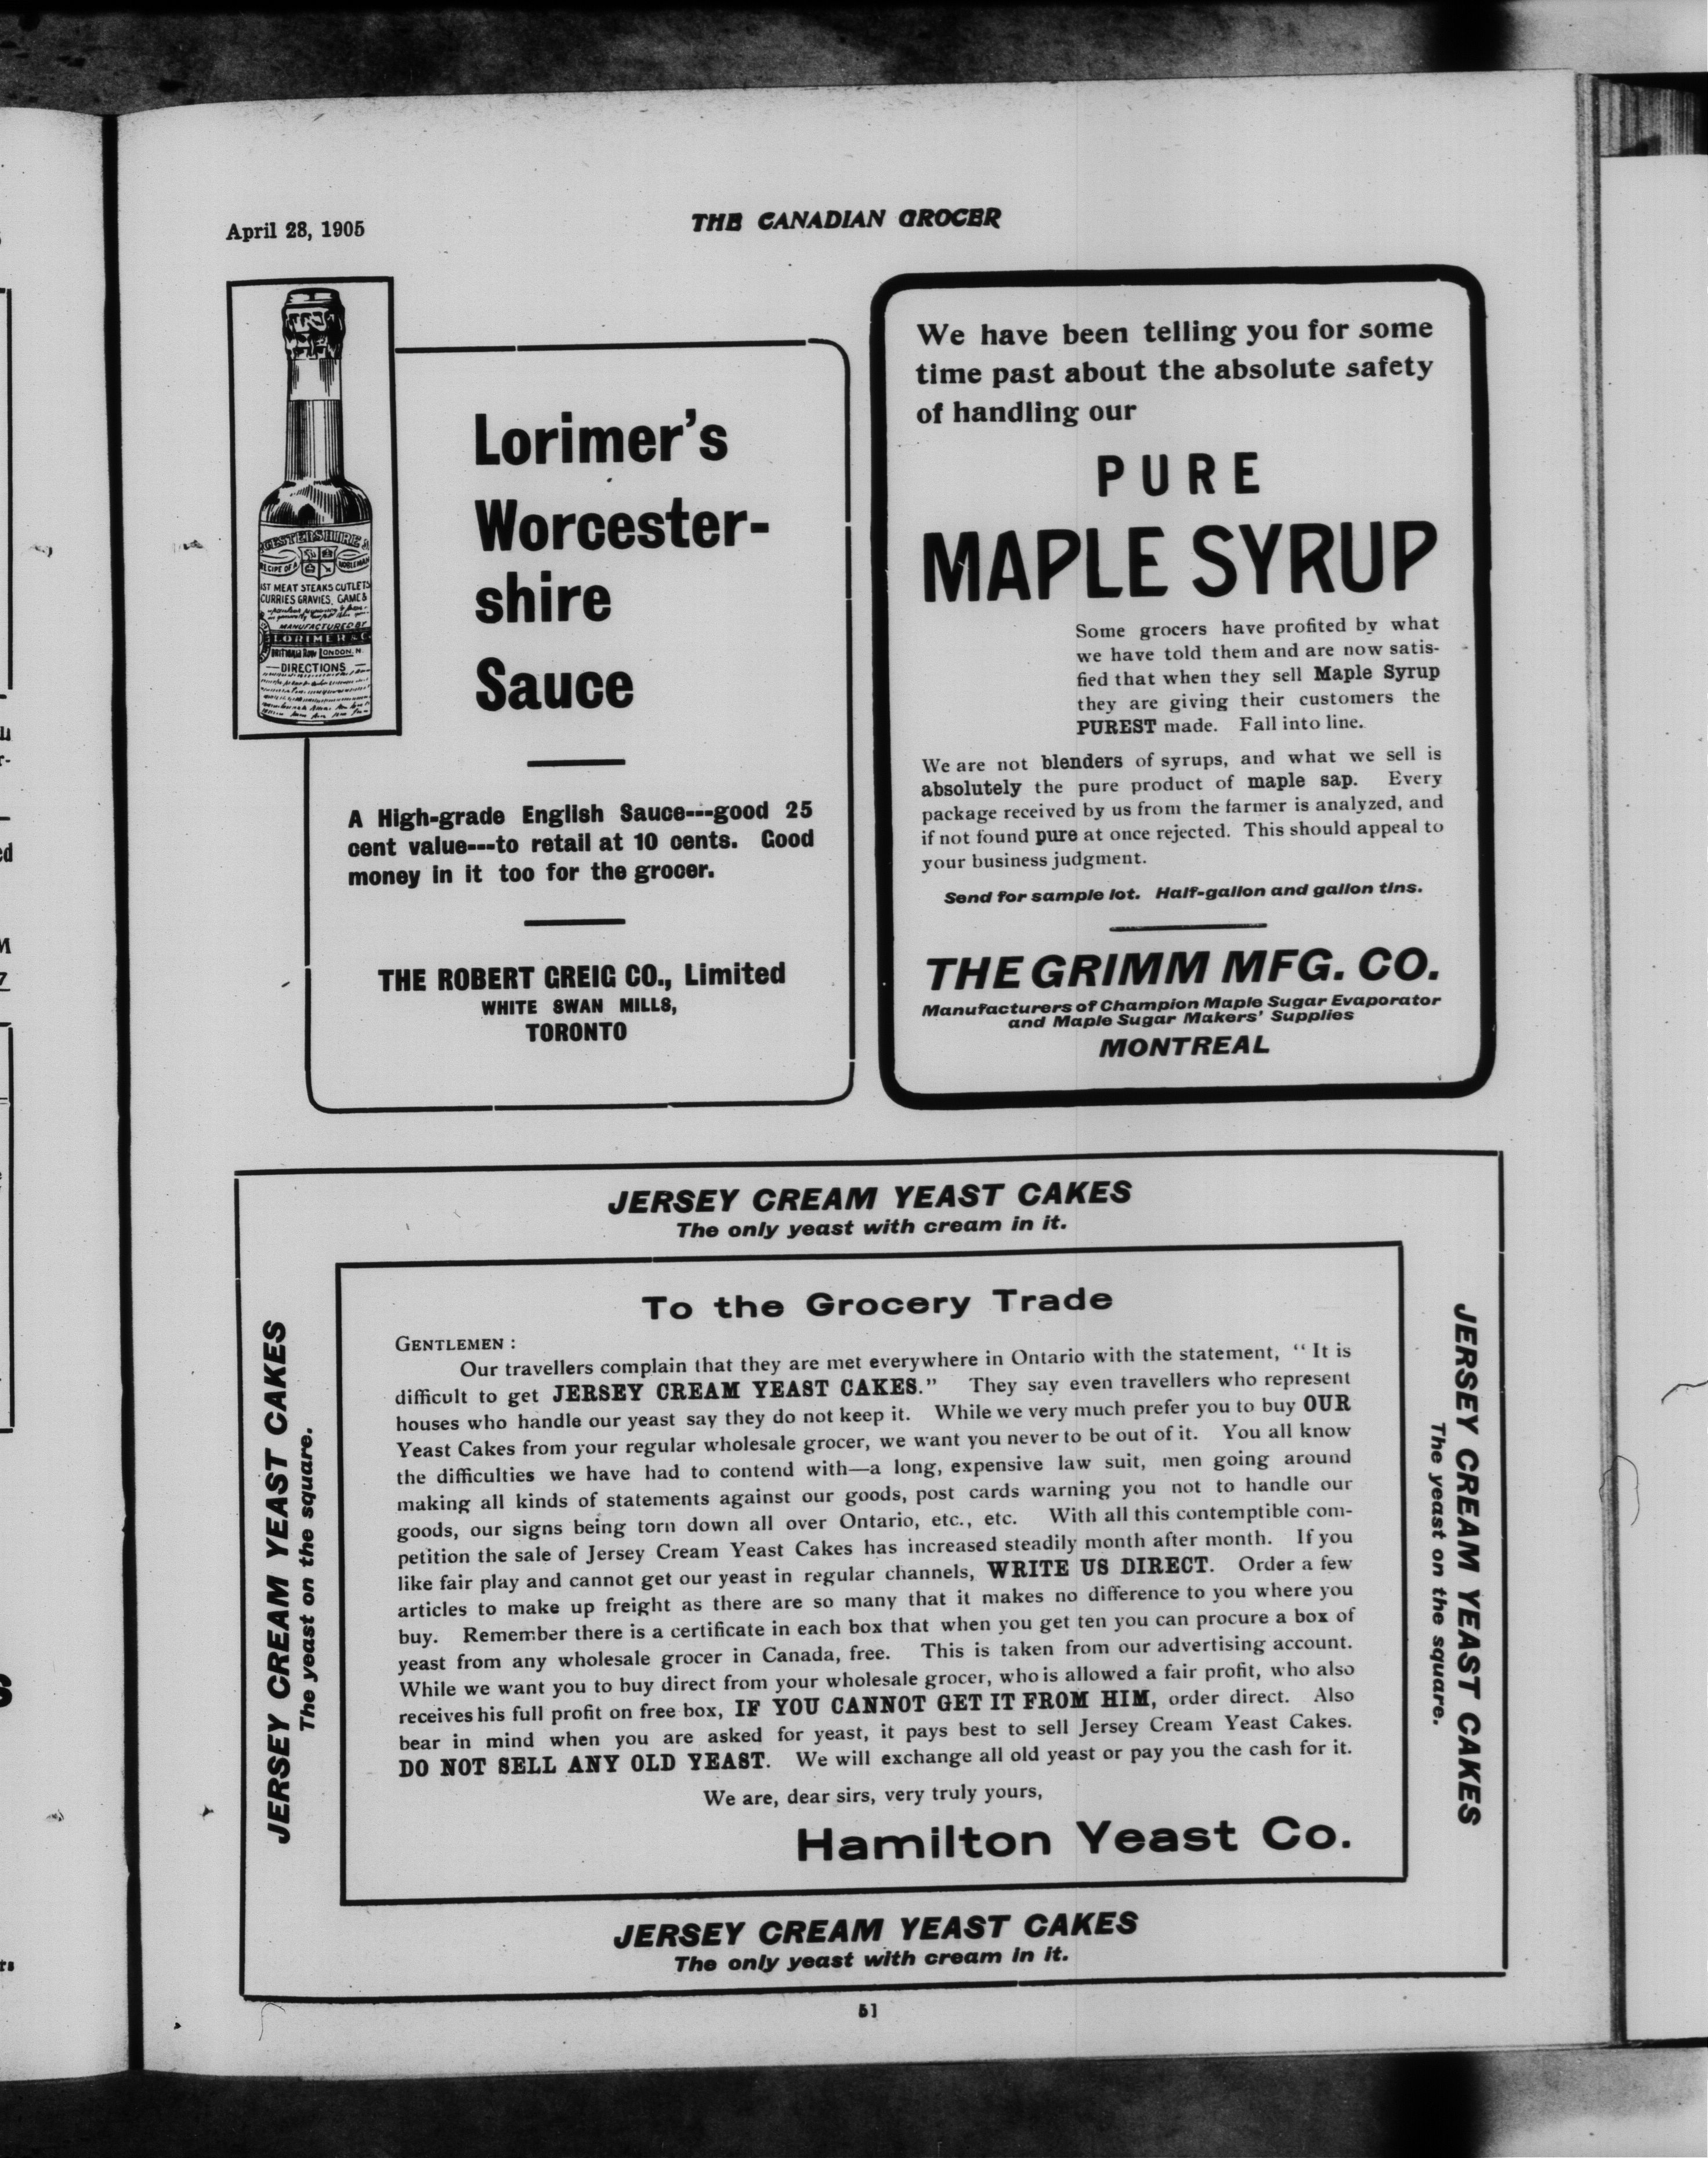 April 28, 1905
THE CANADIAN GROCER
CESTERSHIRE
RECIPE OF A NOBLEMAN
ST MEAT STEAKS CUTLETS
CURRIES GRAVIES, GAME &
MANUFACTURED BY
LORIMER & C
BRITANNIA ROW LONDON, N.
DIRECTIONS
Lorimer's
Worcester-
shire
Sauce
A High-grade English Sauce---good 25
cent value---to retail at 10 cents. Good
money in it too for the grocer.
THE ROBERT GREIG CO., Limited
WHITE SWAN MILLS,
TORONTO
We have been telling you for some
time past about the absolute safety
of handling our
PURE
MAPLE SYRUP
Some grocers have profited by what
we have told them and are now satis-
fied that when they sell Maple Syrup
they are giving their customers the
PUREST made. Fall into line.
We are not blenders of syrups, and what we sell is
absolutely the pure product of maple sap. Every
package received by us from the farmer is analyzed, and
if not found pure at once rejected. This should appeal to
your business judgment.
Send for sample lot. Half-gallon and gallon tins.
THE GRIMM MFG. CO.
Manufacturers of Champion Maple Sugar Evaporator
and Maple Sugar Makers' Supplies
MONTREAL
JERSEY CREAM YEAST CAKES
The only yeast with cream in it.
JERSEY CREAM YEAST CAKES
The yeast on the square.
To the Grocery Trade
GENTLEMEN :
Our travellers complain that they are met everywhere in Ontario with the statement, "It is
difficult to get JERSEY CREAM YEAST CAKES." They say even travellers who represent
houses who handle our yeast say they do not keep it. While we very much prefer you to buy OUR
Yeast Cakes from your regular wholesale grocer, we want you never to be out of it. You all know
the difficulties we have had to contend with—a long, expensive law suit, men going around
making all kinds of statements against our goods, post cards warning you not to handle our
goods, our signs being torn down all over Ontario, etc., etc. With all this contemptible com-
petition the sale of Jersey Cream Yeast Cakes has increased steadily month after month. If you
like fair play and cannot get our yeast in regular channels, WRITE US DIRECT. Order a few
articles to make up freight as there are so many that it makes no difference to you where you
buy. Remember there is a certificate in each box that when you get ten you can procure a box of
yeast from any wholesale grocer in Canada, free. This is taken from our advertising account.
While we want you to buy direct from your wholesale grocer, who is allowed a fair profit, who also
receives his full profit on free box, IF YOU CANNOT GET IT FROM HIM, order direct. Also
bear in mind when you are asked for yeast, it pays best to sell Jersey Cream Yeast Cakes.
DO NOT SELL ANY OLD YEAST. We will exchange all old yeast or pay you the cash for it.
We are, dear sirs, very truly yours,
Hamilton Yeast Co.
JERSEY CREAM YEAST CAKES
The yeast on the square.
JERSEY CREAM YEAST CAKES
The only yeast with cream in it.
51